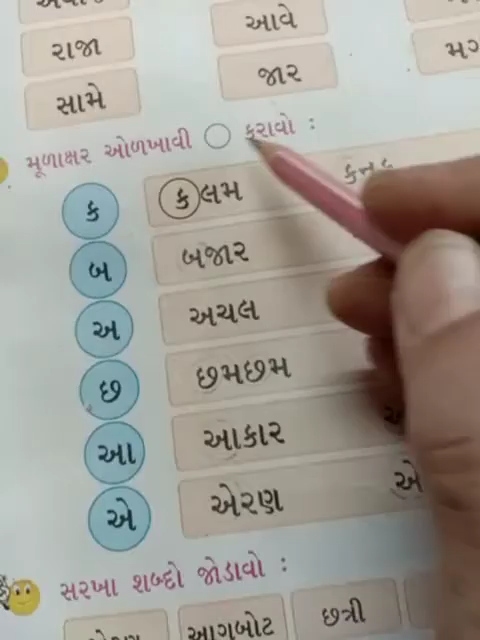 આવે
રાજા
જાર
સામે
મૂળાક્ષર ઓળખાવી ○ કરાવો :
ક કલમ
બ બજાર
અ અચલ
છ છમછમ
આ આકાર
એ એરણ
સરખા શબ્દો જોડાવો :
આગબોટ છત્રી